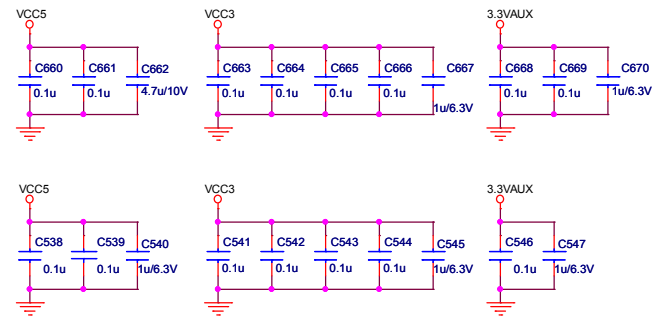 VCC5 VCC3 3.3VAUX
C660 C661 C662 C663 C664 C665 C666 C667 C668 C669 C670
0.1u 0.1u 4.7u/10V 0.1u 0.1u 0.1u 0.1u 1u/6.3V 0.1u 0.1u 1u/6.3V
VCC5 VCC3 3.3VAUX
C538 C539 C540 C541 C542 C543 C544 C545 C546 C547
0.1u 0.1u 1u/6.3V 0.1u 0.1u 0.1u 0.1u 1u/6.3V 0.1u 1u/6.3V